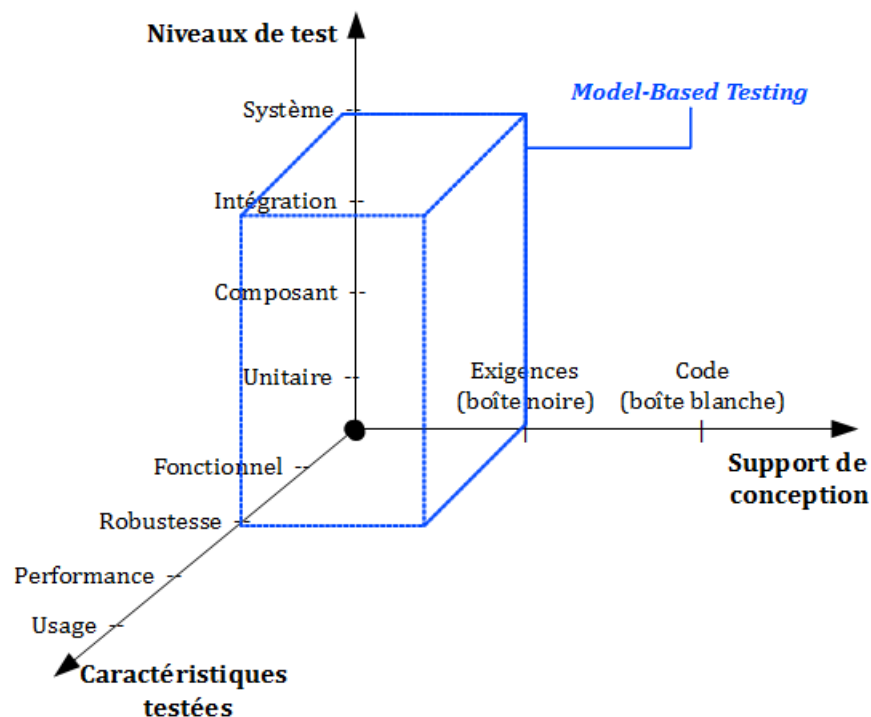 Niveaux de test
Système
Model-Based Testing
Intégration
Composant
Unitaire
Exigences
(boîte noire)
Code
(boîte blanche)
Support de
conception
Fonctionnel
Robustesse
Performance
Usage
Caractéristiques
testées